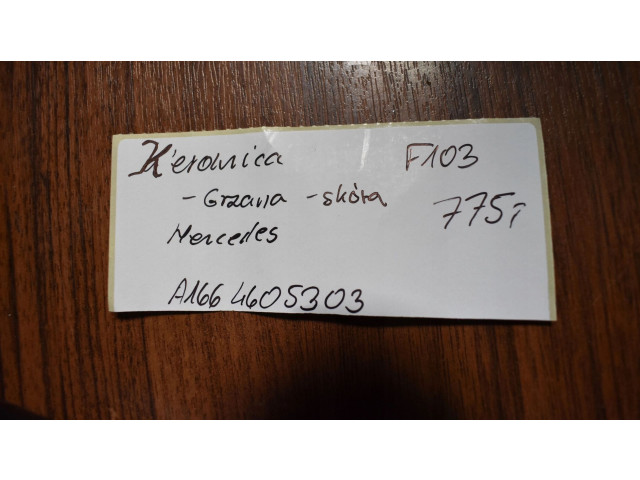 Kierownica F103
- Grzana - skóra 775,
Mercedes
A166 4605303